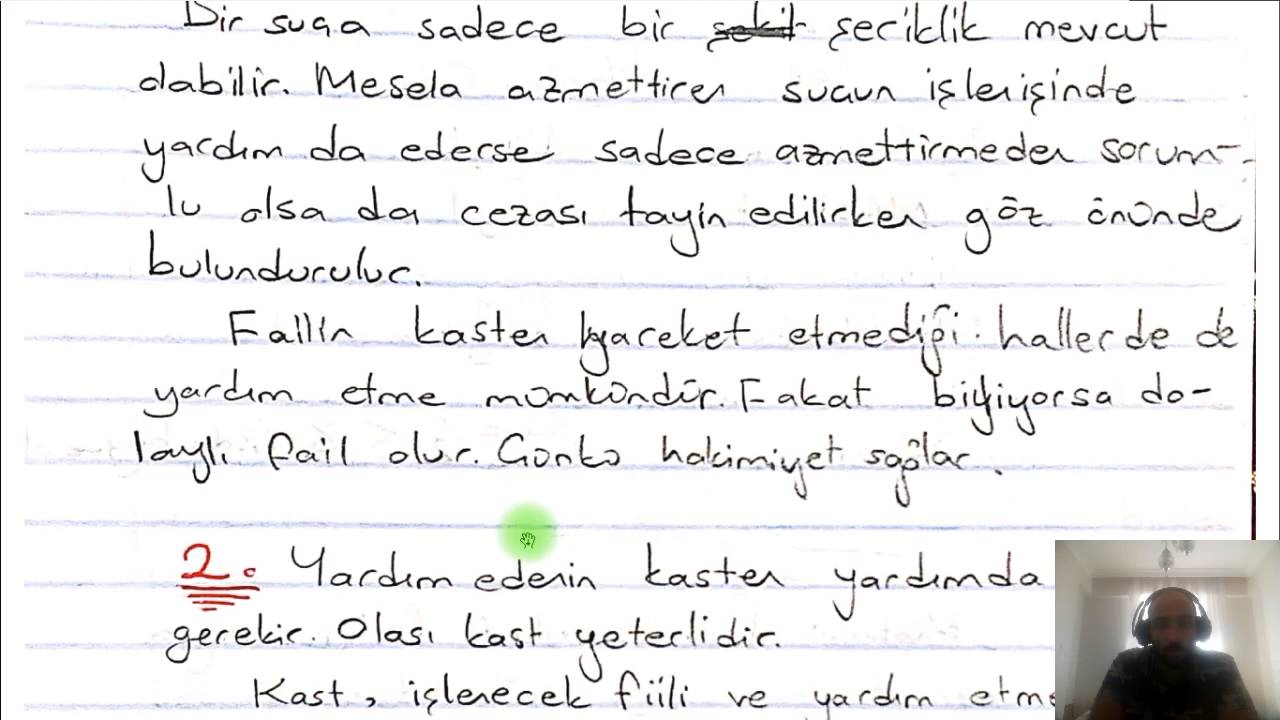 Bir suça sadece bir şekil şeriklik mevcut
olabilir. Mesela azmettiren suçun işlenişinde
yardım da ederse sadece azmettirmeden sorum-
lu olsa da cezası tayin edilirken göz önünde
bulundurulur.
Failin kasten hareket etmediği hallerde de
yardım etme mümkündür. Fakat biliyorsa do-
laylı fail olur. Çünkü hakimiyet sağlar.
2. Yardım edenin kasten yardımda
gerekir. Olası kast yeterlidir.
Kast, işlenecek fiili ve yardım etme